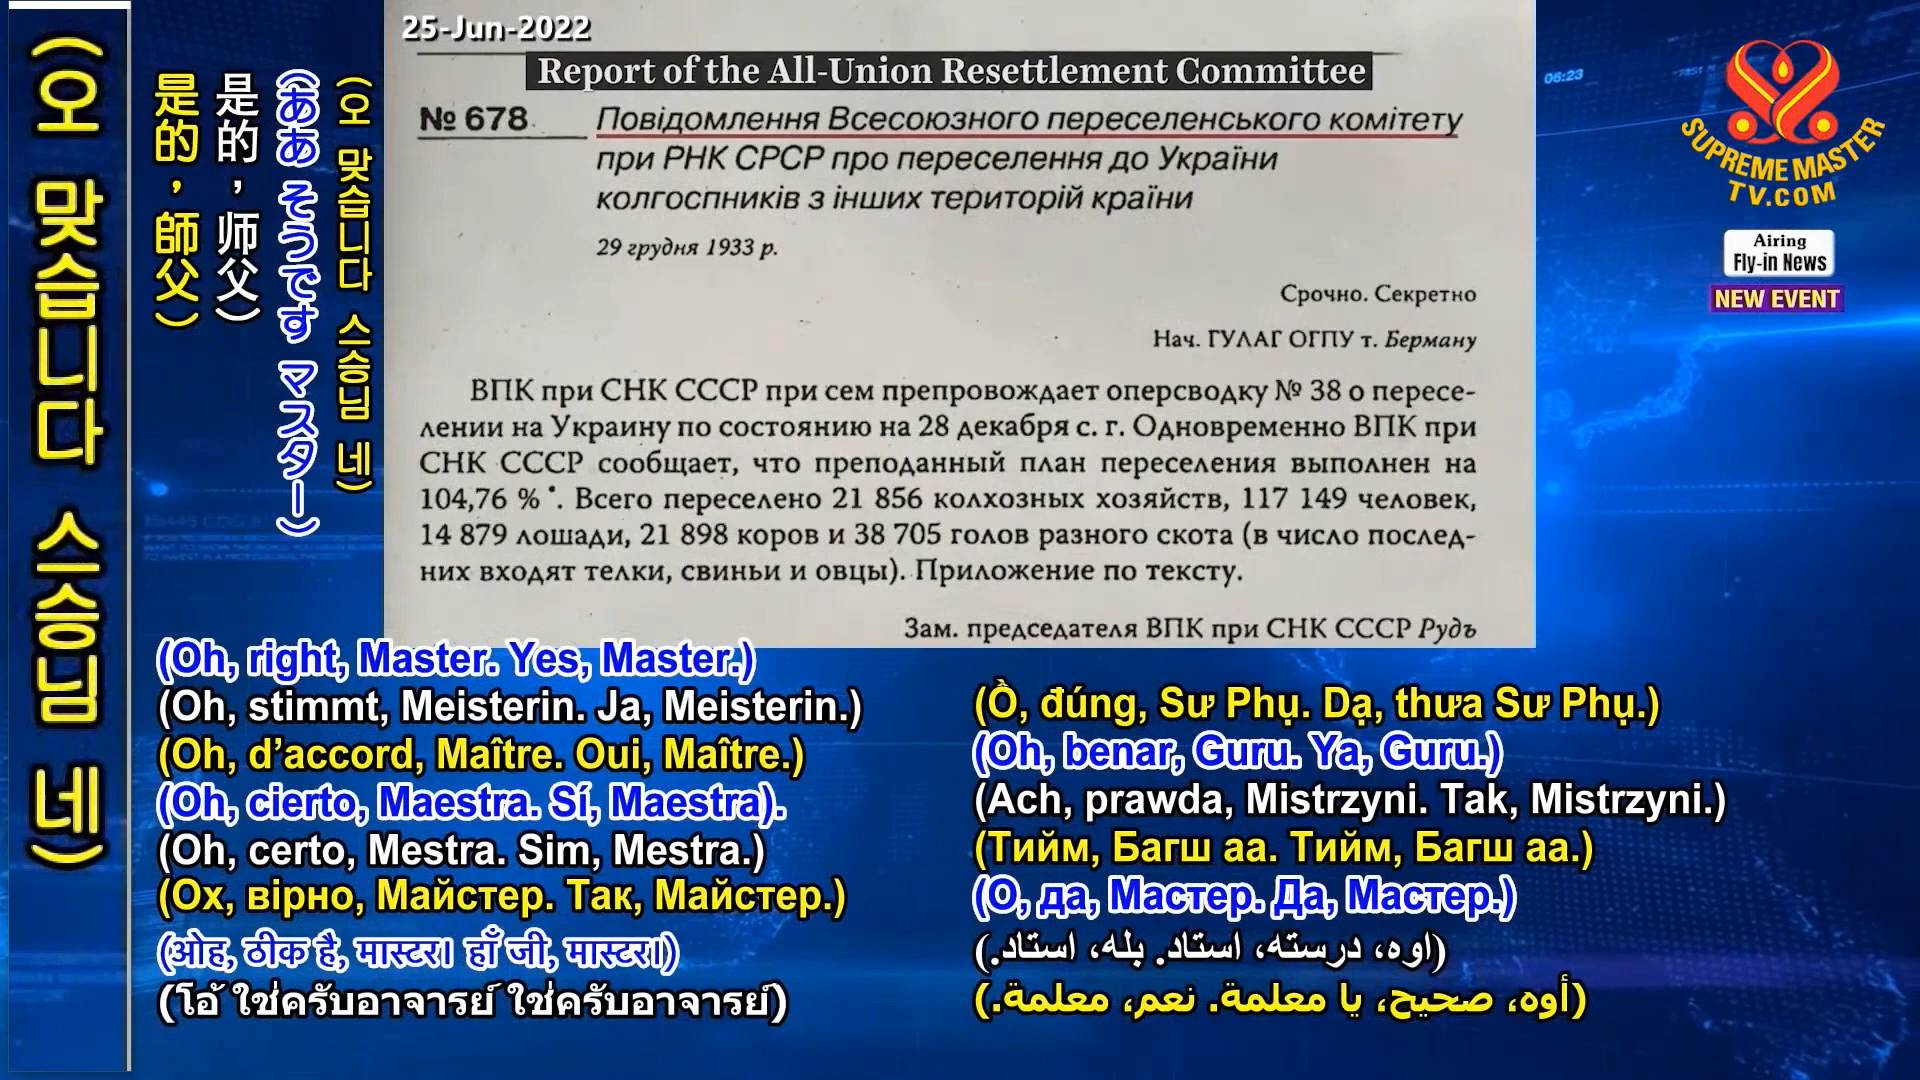 (오 맞습니다 스승님 네)
是的，師父)
是的，师父)
(ああ そうです マスター)
(오 맞습니다 스승님 네)
25-Jun-2022
Report of the All-Union Resettlement Committee
№ 678
Повідомлення Всесоюзного переселенського комітету
при РНК СРСР про переселення до України
колгоспників з інших територій країни
29 грудня 1933 р.
Срочно. Секретно
Нач. ГУЛАГ ОГПУ т. Берману
ВПК при СНК СССР при сем препровождает оперсводку № 38 о пересе-
лении на Украину по состоянию на 28 декабря с. г. Одновременно ВПК при
СНК СССР сообщает, что преподанный план переселения выполнен на
104,76 % *. Всего переселено 21 856 колхозных хозяйств, 117 149 человек,
14 879 лошади, 21 898 коров и 38 705 голов разного скота (в число послед-
них входят телки, свиньи и овцы). Приложение по тексту.
Зам. председателя ВПК при СНК СССР Рудь
06:23
SUPREME MASTER
TV.COM
Airing
Fly-in News
NEW EVENT
(Oh, right, Master. Yes, Master.)
(Oh, stimmt, Meisterin. Ja, Meisterin.)
(Oh, d’accord, Maître. Oui, Maître.)
(Oh, cierto, Maestra. Sí, Maestra).
(Oh, certo, Mestra. Sim, Mestra.)
(Ох, вірно, Майстер. Так, Майстер.)
(ओह, ठीक है, मास्टर। हाँ जी, मास्टर।)
(โอ้ ใช่ครับอาจารย์ ใช่ครับอาจารย์)
(Ồ, đúng, Sư Phụ. Dạ, thưa Sư Phụ.)
(Oh, benar, Guru. Ya, Guru.)
(Ach, prawda, Mistrzyni. Tak, Mistrzyni.)
(Тийм, Багш аа. Тийм, Багш аа.)
(О, да, Мастер. Да, Мастер.)
(اوه، درسته، استاد. بله، استاد.)
(أوه، صحيح، يا معلمة. نعم، معلمة.)